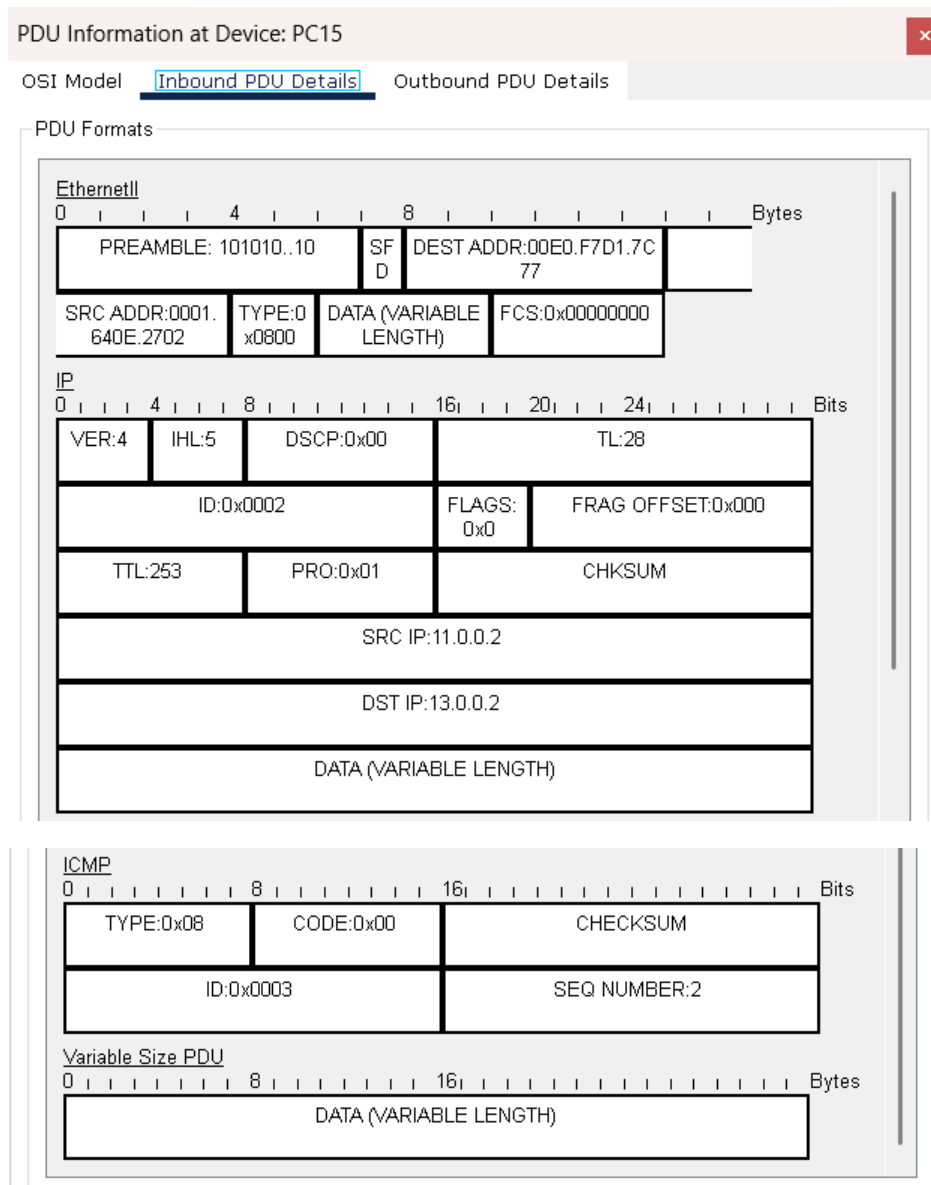 PDU Information at Device: PC15
x
OSI Model Inbound PDU Details Outbound PDU Details
PDU Formats
EthernetII
0 4 8 Bytes
PREAMBLE: 101010..10 SF DEST ADDR:00E0.F7D1.7C
D 77
SRC ADDR:0001. TYPE:0 DATA (VARIABLE FCS:0x00000000
640E.2702 x0800 LENGTH)
IP
0 4 8 16 20 24 Bits
VER:4 IHL:5 DSCP:0x00 TL:28
ID:0x0002 FLAGS: FRAG OFFSET:0x000
0x0
TTL:253 PRO:0x01 CHKSUM
SRC IP:11.0.0.2
DST IP:13.0.0.2
DATA (VARIABLE LENGTH)
ICMP
0 8 16 Bits
TYPE:0x08 CODE:0x00 CHECKSUM
ID:0x0003 SEQ NUMBER:2
Variable Size PDU
0 8 16 Bytes
DATA (VARIABLE LENGTH)